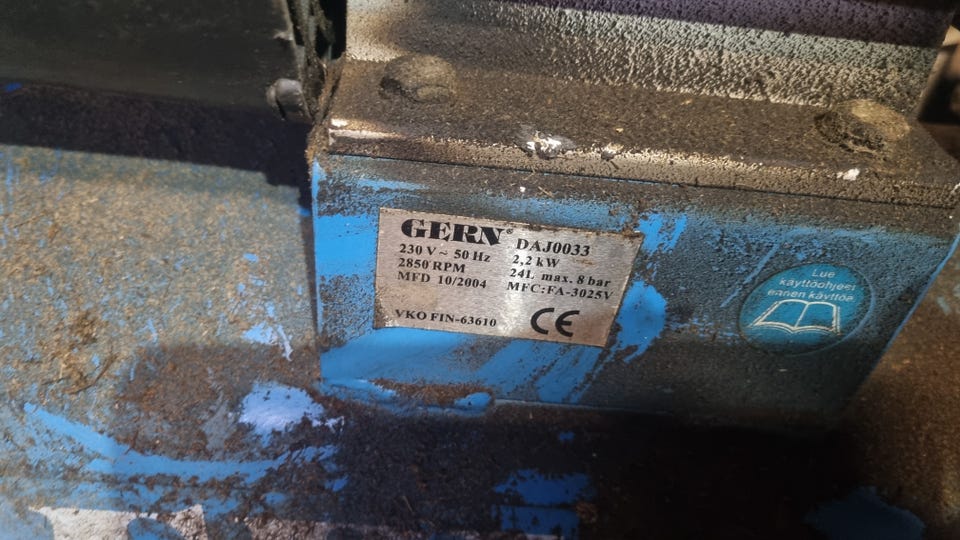 GERN® DAJ0033
230 V ~ 50 Hz 2,2 kW
2850 RPM 24L max. 8 bar
MFD 10/2004 MFC:FA-3025V
VKO FIN-63610 CE
Lue
käyttöohjeet
ennen käyttöä